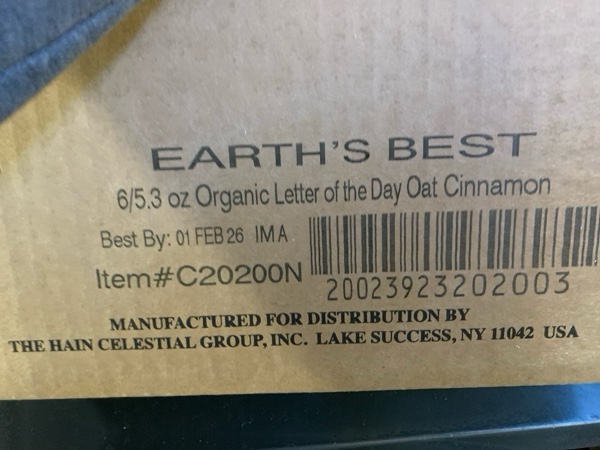 EARTH'S BEST
6/5.3 oz Organic Letter of the Day Oat Cinnamon
Best By: 01 FEB 26 IMA
Item#C20200N
20023923202003
MANUFACTURED FOR DISTRIBUTION BY
THE HAIN CELESTIAL GROUP, INC. LAKE SUCCESS, NY 11042 USA